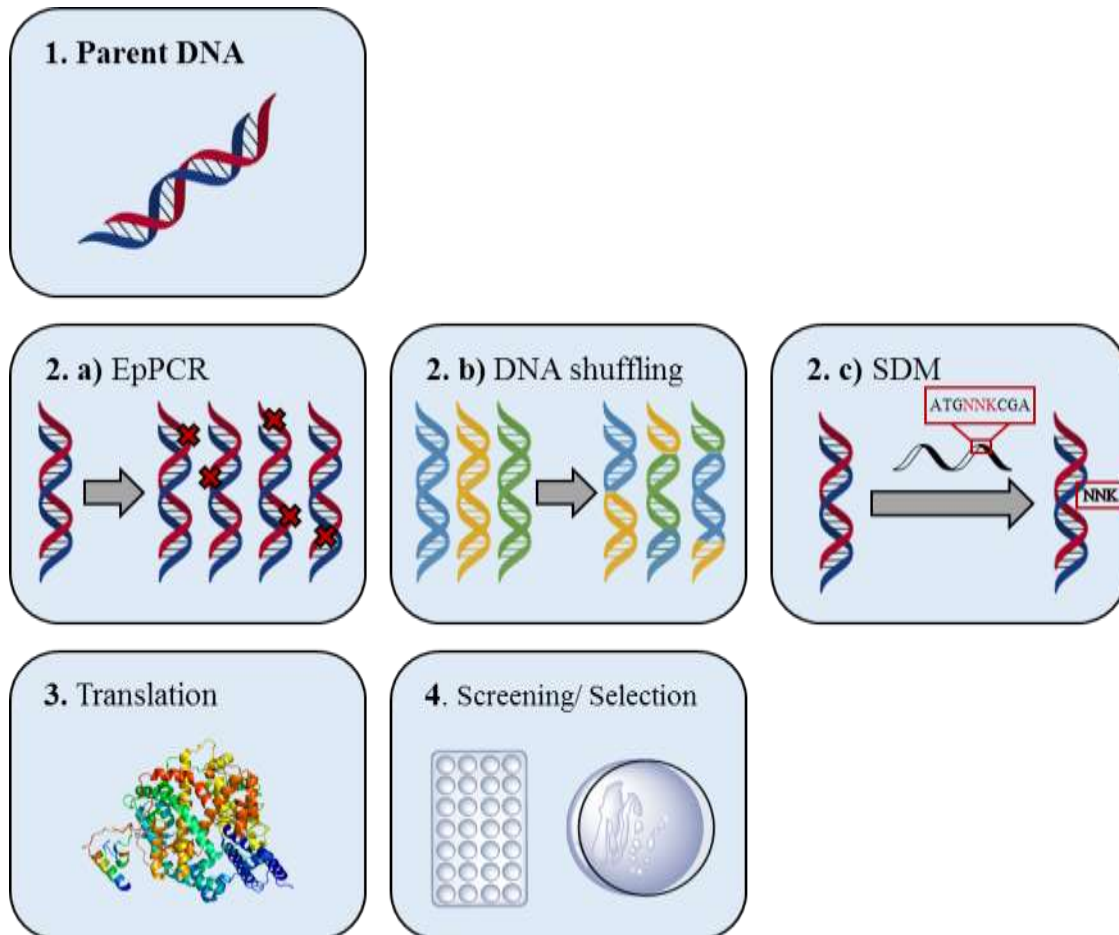 1. Parent DNA
2. a) EpPCR
2. b) DNA shuffling
2. c) SDM
ATGNNKCGA
NNK
3. Translation
4. Screening/ Selection